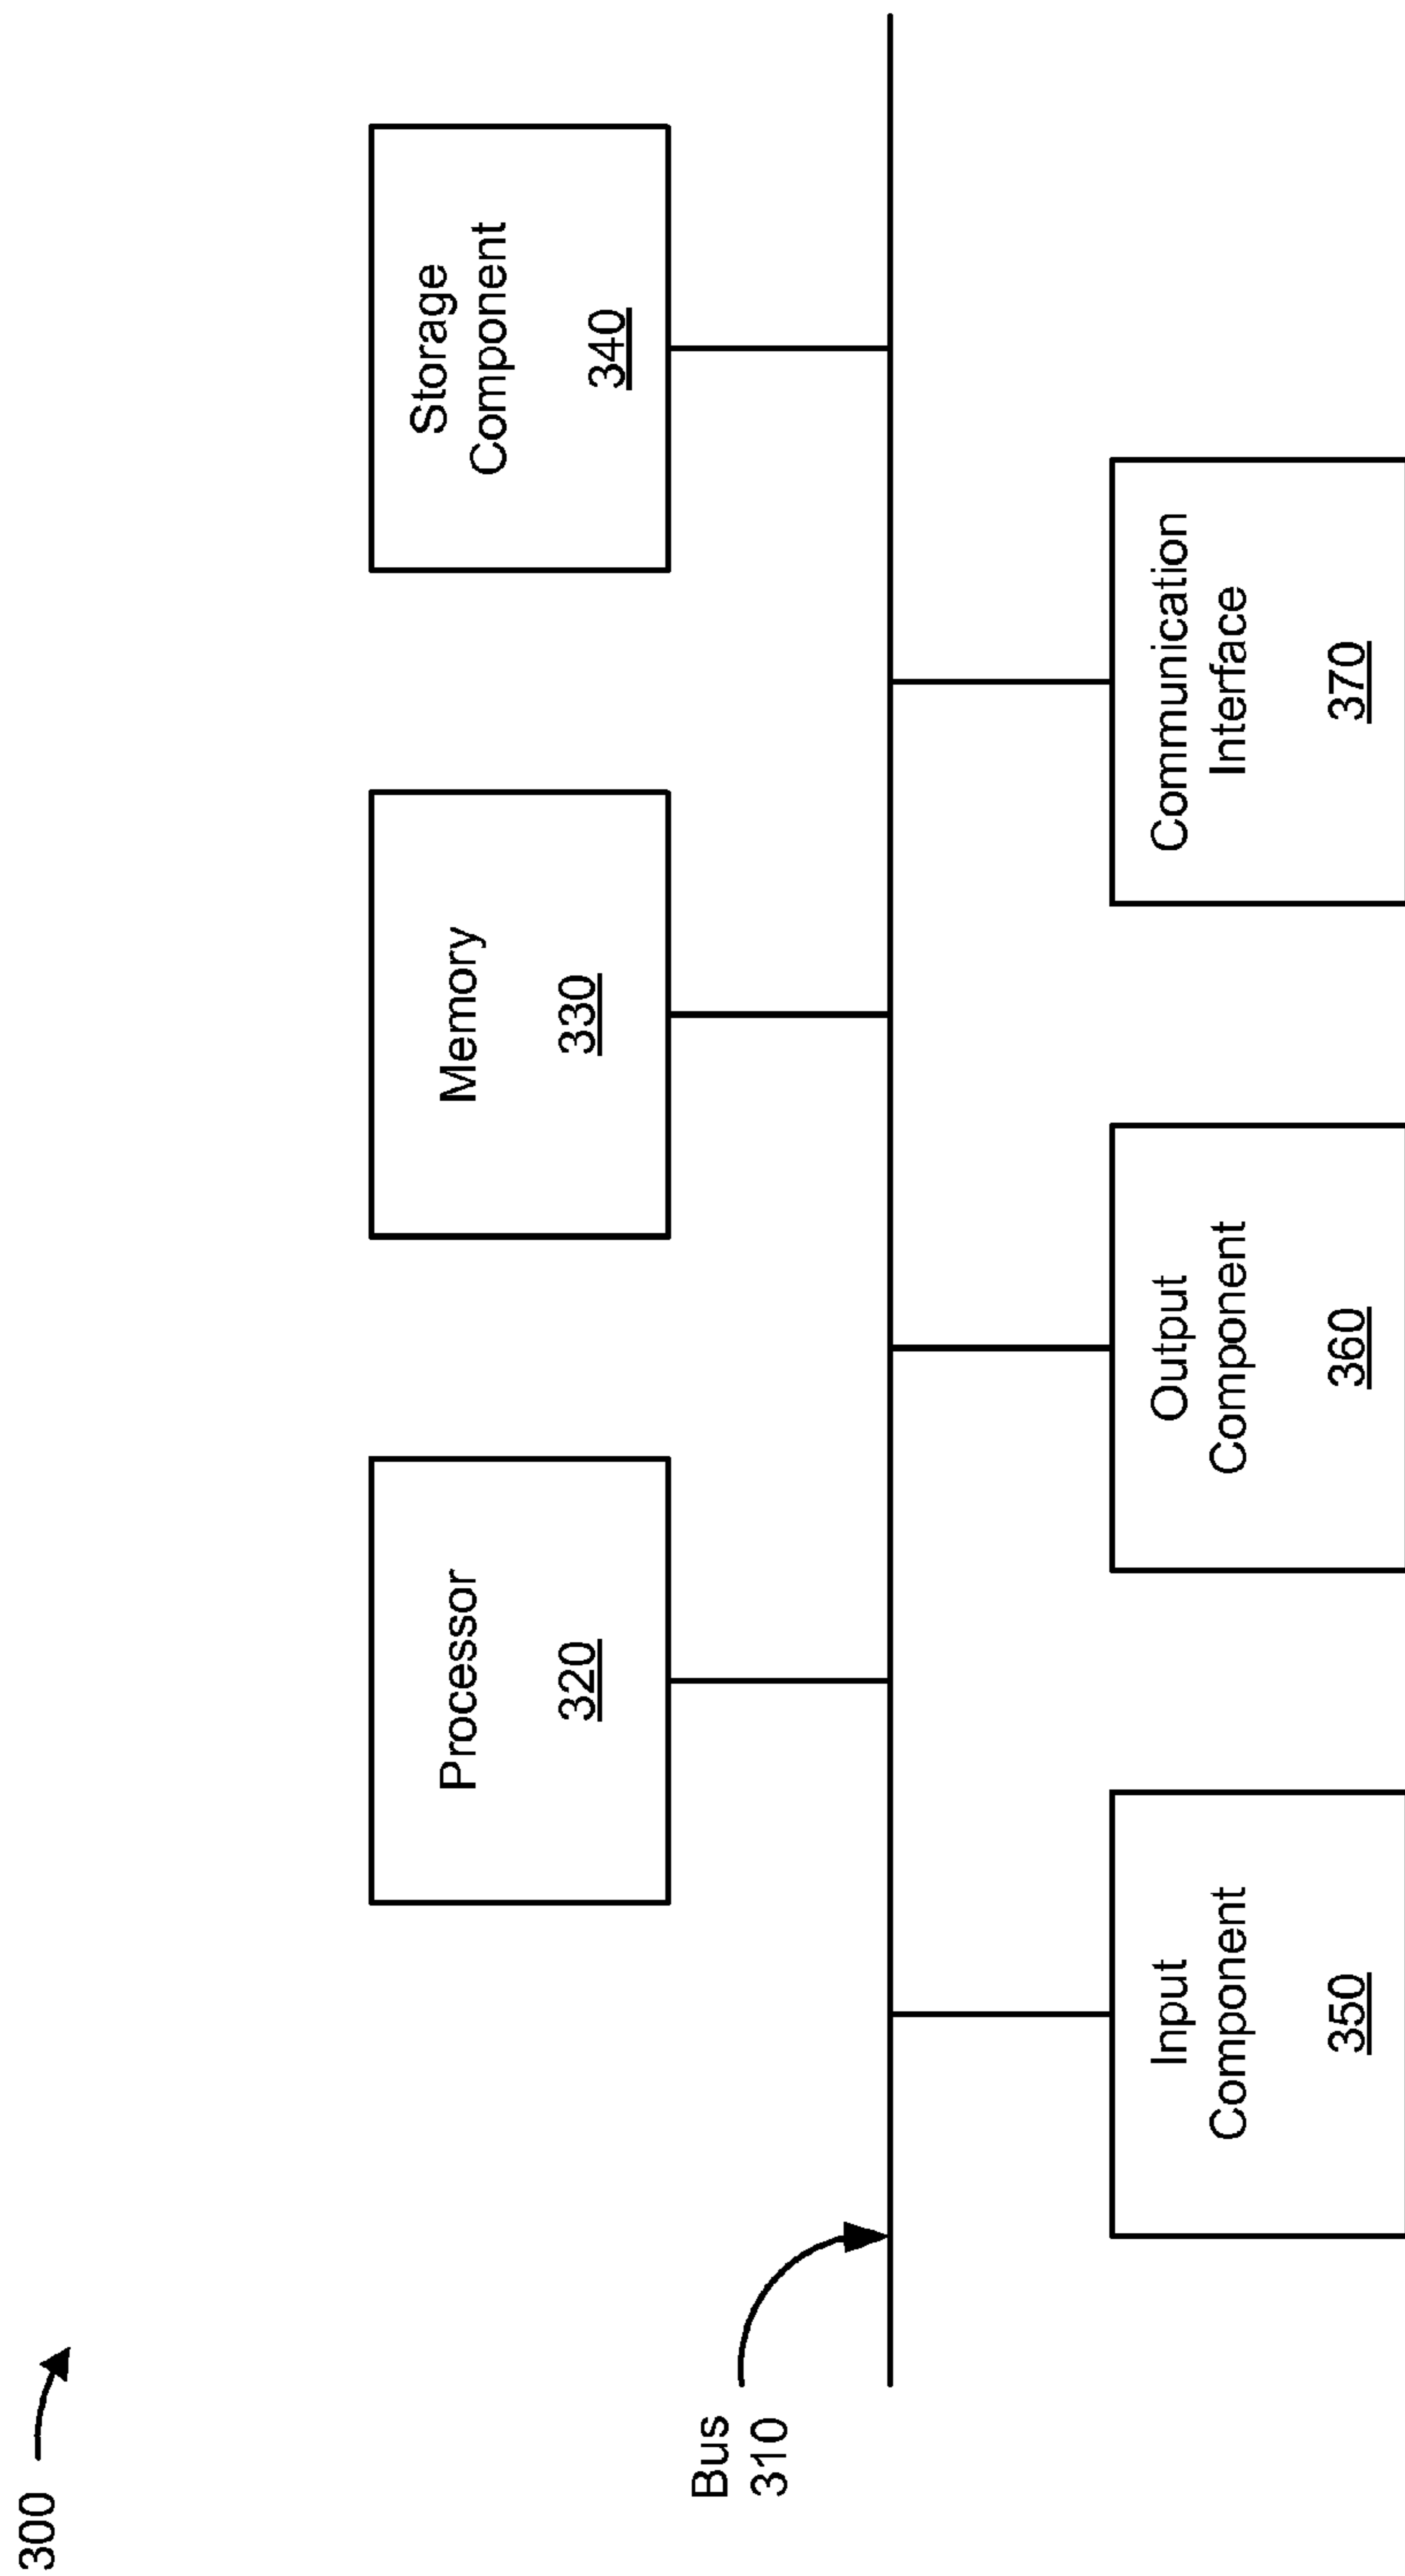 300
Processor
320
Memory
330
Storage
Component
340
Bus
310
Input
Component
350
Output
Component
360
Communication
Interface
370